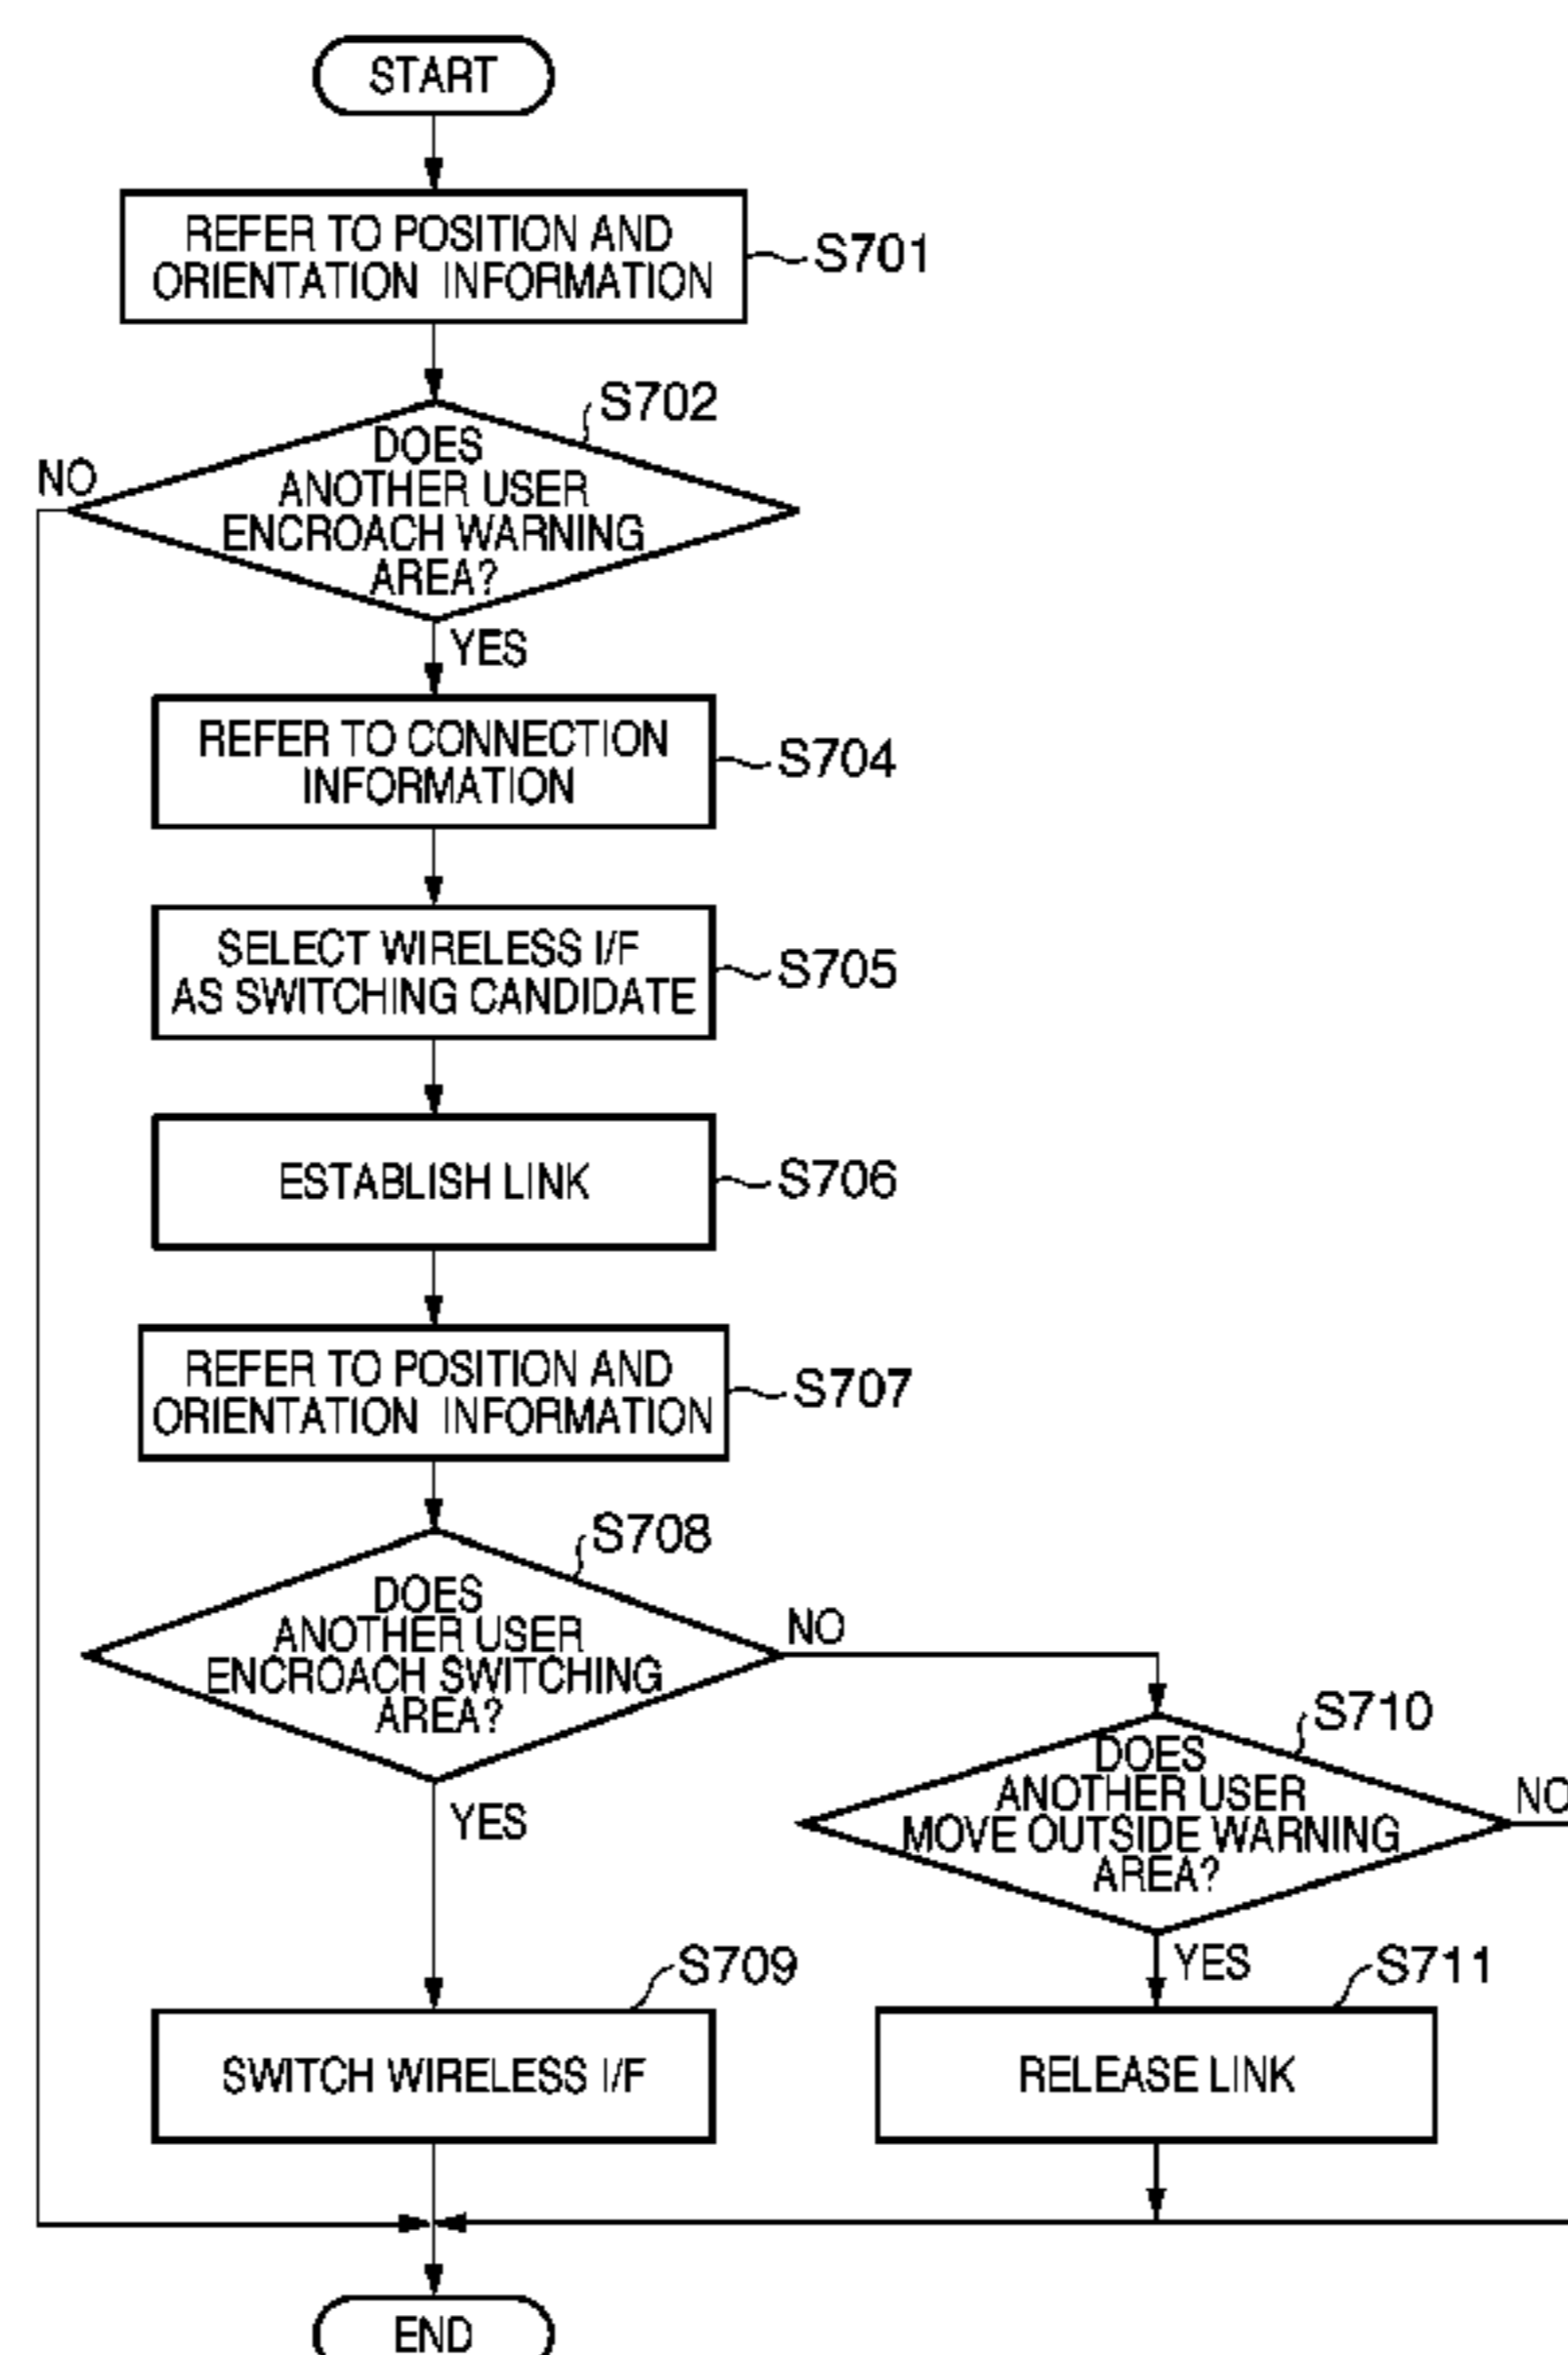 START
REFER TO POSITION AND
ORIENTATION INFORMATION
S701
S702
DOES
ANOTHER USER
ENCROACH WARNING
AREA?
NO
YES
REFER TO CONNECTION
INFORMATION
S704
SELECT WIRELESS I/F
AS SWITCHING CANDIDATE
S705
ESTABLISH LINK
S706
REFER TO POSITION AND
ORIENTATION INFORMATION
S707
S708
DOES
ANOTHER USER
ENCROACH SWITCHING
AREA?
NO
YES
S710
DOES
ANOTHER USER
MOVE OUTSIDE WARNING
AREA?
NO
YES
S709
SWITCH WIRELESS I/F
S711
RELEASE LINK
END